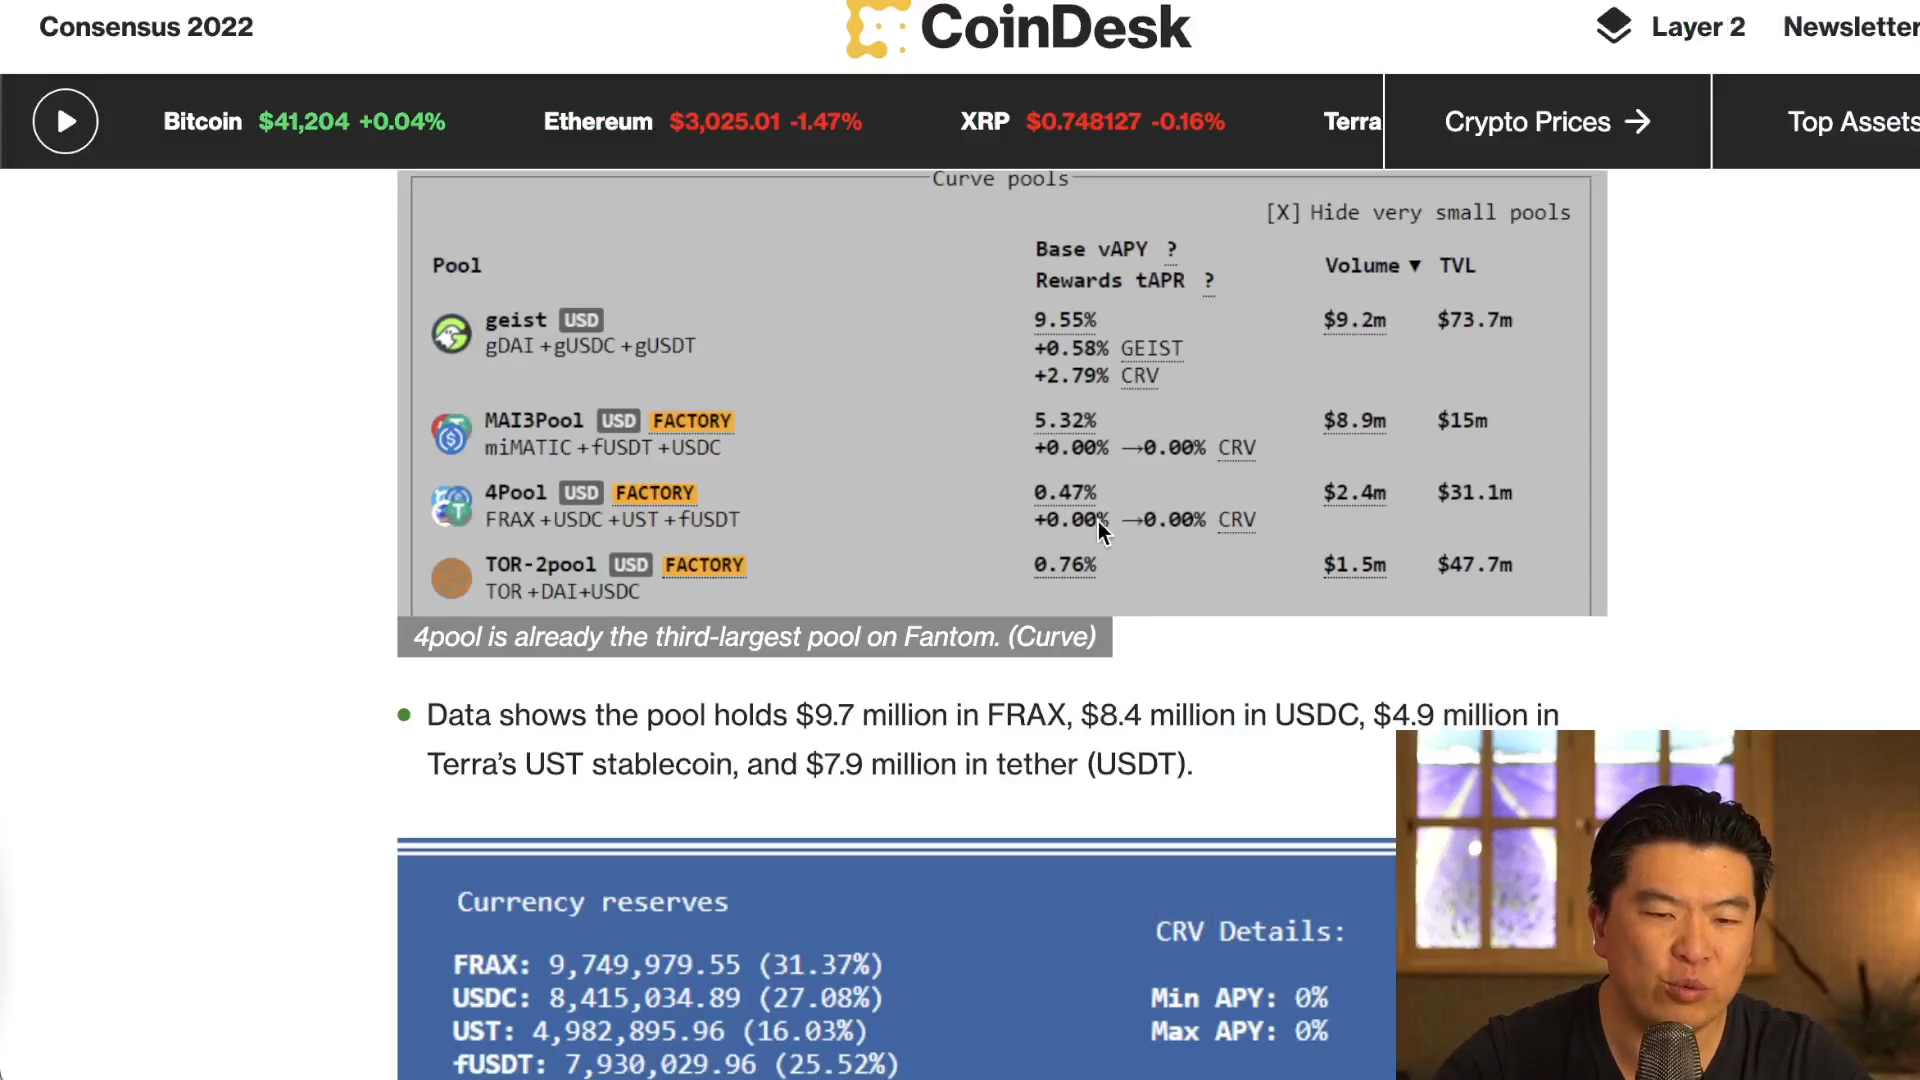 Consensus 2022
CoinDesk
Layer 2
Newsletter
Bitcoin $41,204 +0.04%
Ethereum $3,025.01 -1.47%
XRP $0.748127 -0.16%
Terra
Crypto Prices →
Top Assets
Curve pools
[X] Hide very small pools
Pool
Base vAPY ?
Rewards tAPR ?
Volume ▼ TVL
geist USD 9.55% $9.2m $73.7m
gDAI+gUSDC+gUSDT +0.58% GEIST
+2.79% CRV
MAI3Pool USD FACTORY 5.32% $8.9m $15m
miMATIC+fUSDT+USDC +0.00% →0.00% CRV
4Pool USD FACTORY 0.47% $2.4m $31.1m
FRAX+USDC+UST+fUSDT +0.00% →0.00% CRV
TOR-2pool USD FACTORY 0.76% $1.5m $47.7m
TOR+DAI+USDC
4pool is already the third-largest pool on Fantom. (Curve)
• Data shows the pool holds $9.7 million in FRAX, $8.4 million in USDC, $4.9 million in
Terra’s UST stablecoin, and $7.9 million in tether (USDT).
Currency reserves
FRAX: 9,749,979.55 (31.37%)
USDC: 8,415,034.89 (27.08%)
UST: 4,982,895.96 (16.03%)
fUSDT: 7,930,029.96 (25.52%)
CRV Details:
Min APY: 0%
Max APY: 0%